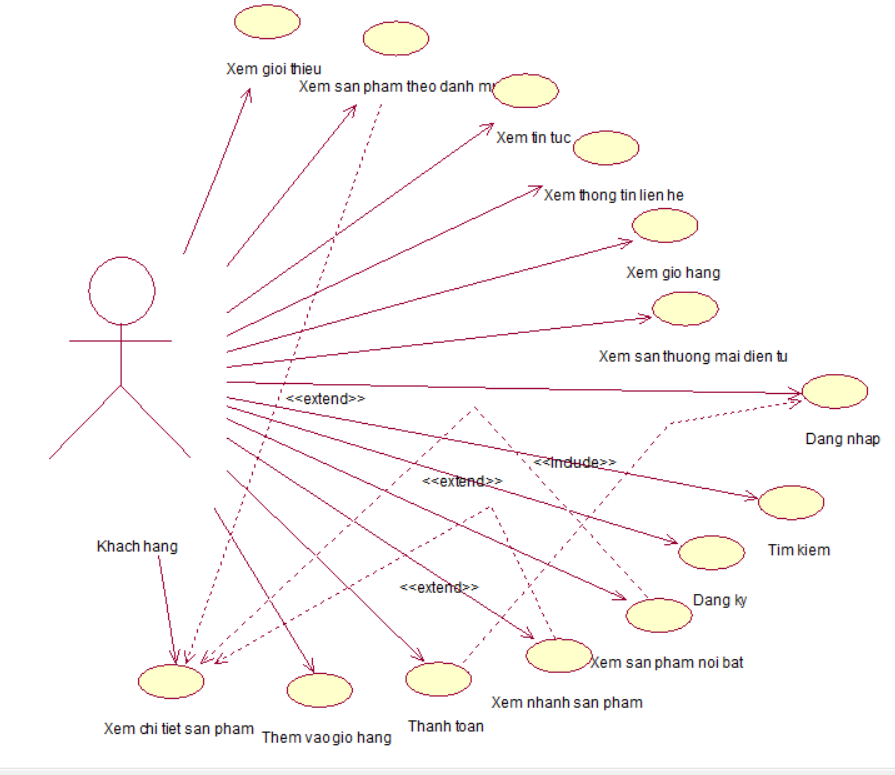 Xem gioi thieu
Xem san pham theo danh mu
Xem tin tuc
Xem thong tin lien he
Xem gio hang
Xem san thuong mai dien tu
<<extend>>
Dang nhap
<<include>>
<<extend>>
Khach hang
Tim kiem
<<extend>>
Dang ky
Xem san pham noi bat
Xem nhanh san pham
Xem chi tiet san pham
Them vao gio hang
Thanh toan